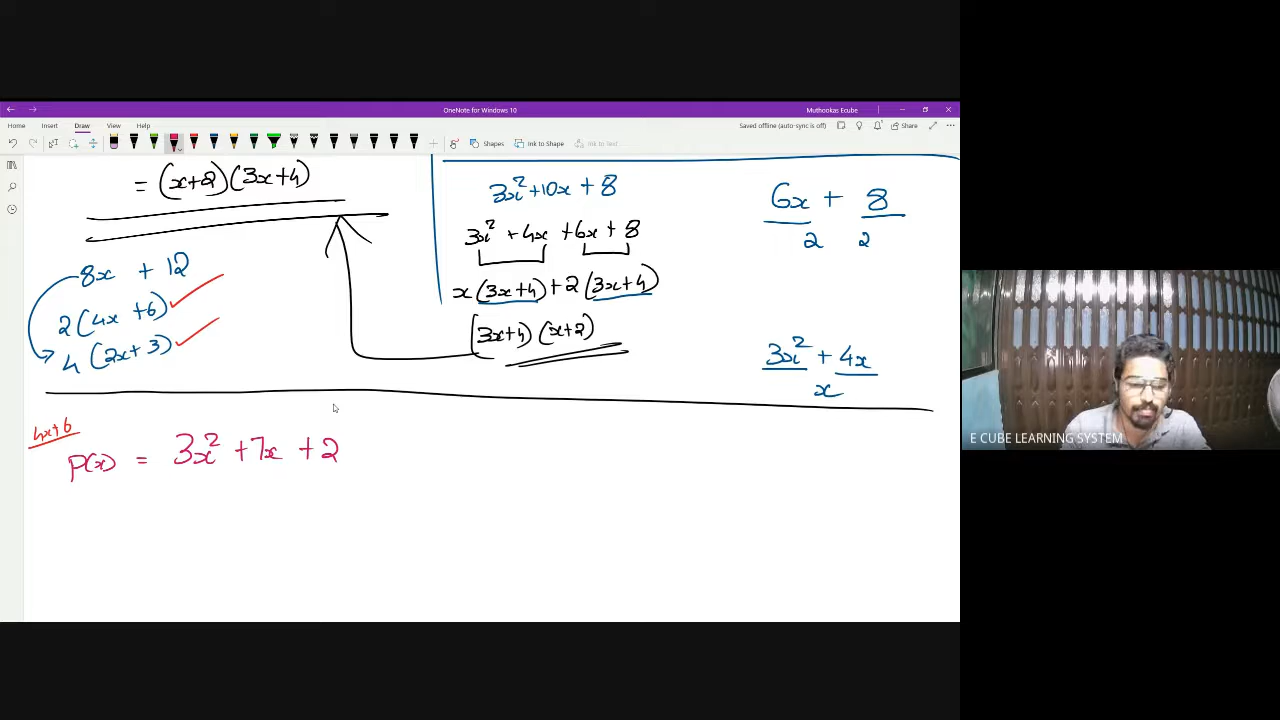 OneNote for Windows 10
Muthookas Ecube
Home Insert Draw View Help
Saved offline (auto-sync is off)
Share
Shapes
Ink to Shape
Ink to Text
= (x+2)(3x+4)
8x + 12
2(4x+6)
4(2x+3)
3x²+10x+8
3x²+4x+6x+8
x(3x+4)+2(3x+4)
(3x+4)(x+2)
6x + 8
2 2
3x² + 4x
x
4x+6
P(x) = 3x²+7x+2
E CUBE LEARNING SYSTEM